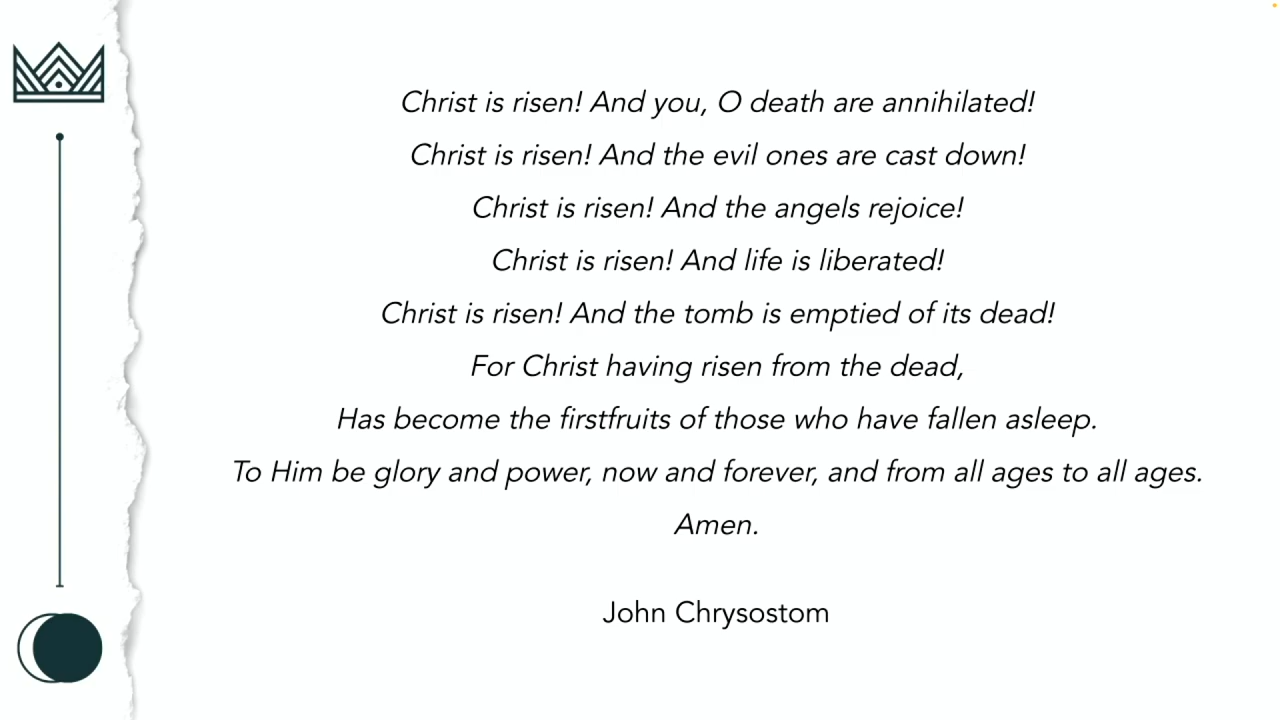 Christ is risen! And you, O death are annihilated!
Christ is risen! And the evil ones are cast down!
Christ is risen! And the angels rejoice!
Christ is risen! And life is liberated!
Christ is risen! And the tomb is emptied of its dead!
For Christ having risen from the dead,
Has become the firstfruits of those who have fallen asleep.
To Him be glory and power, now and forever, and from all ages to all ages.
Amen.
John Chrysostom